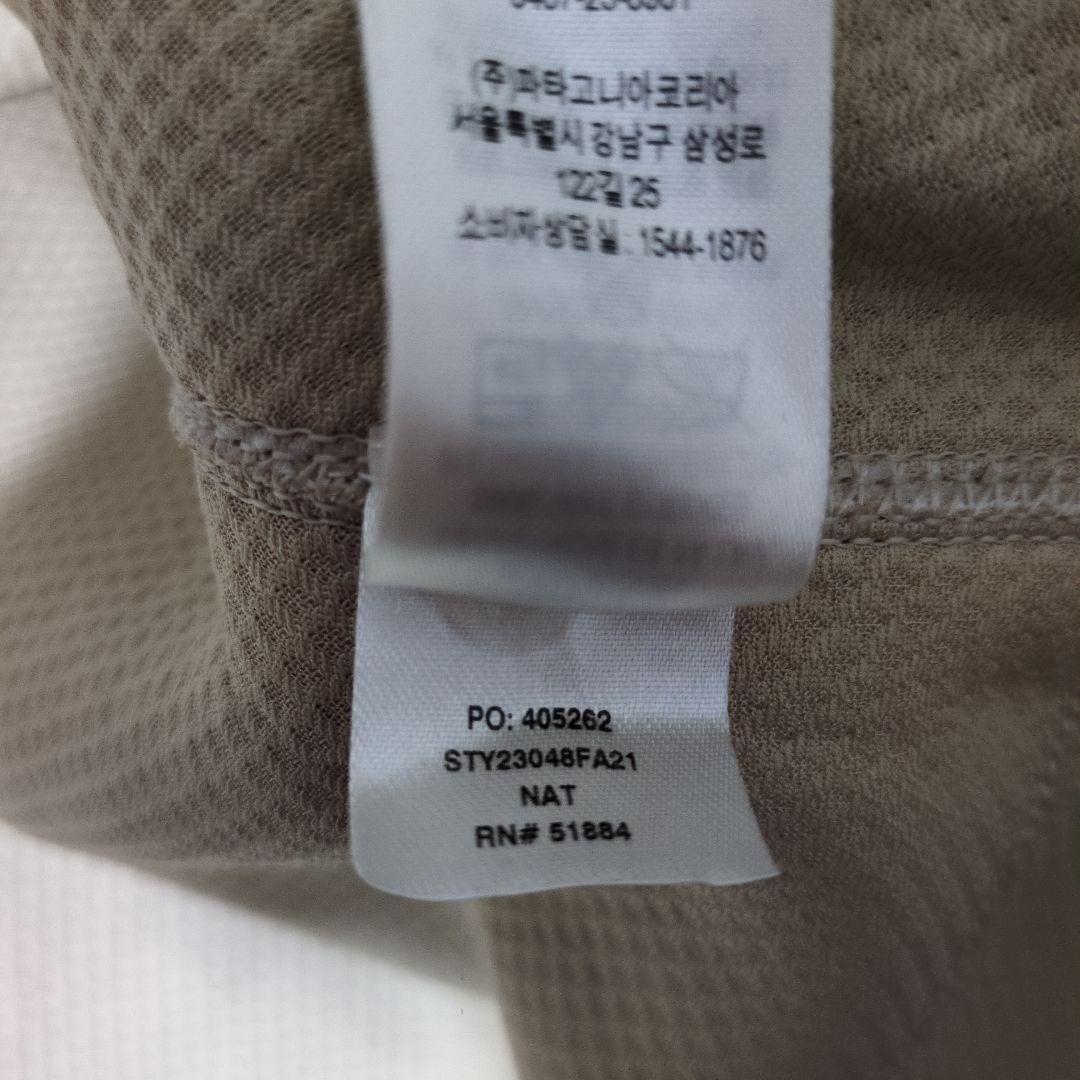 (주)파타고니아코리아
서울특별시 강남구 삼성로
122길 25
소비자상담실 : 1544-1876
PO: 405262
STY23048FA21
NAT
RN# 51884